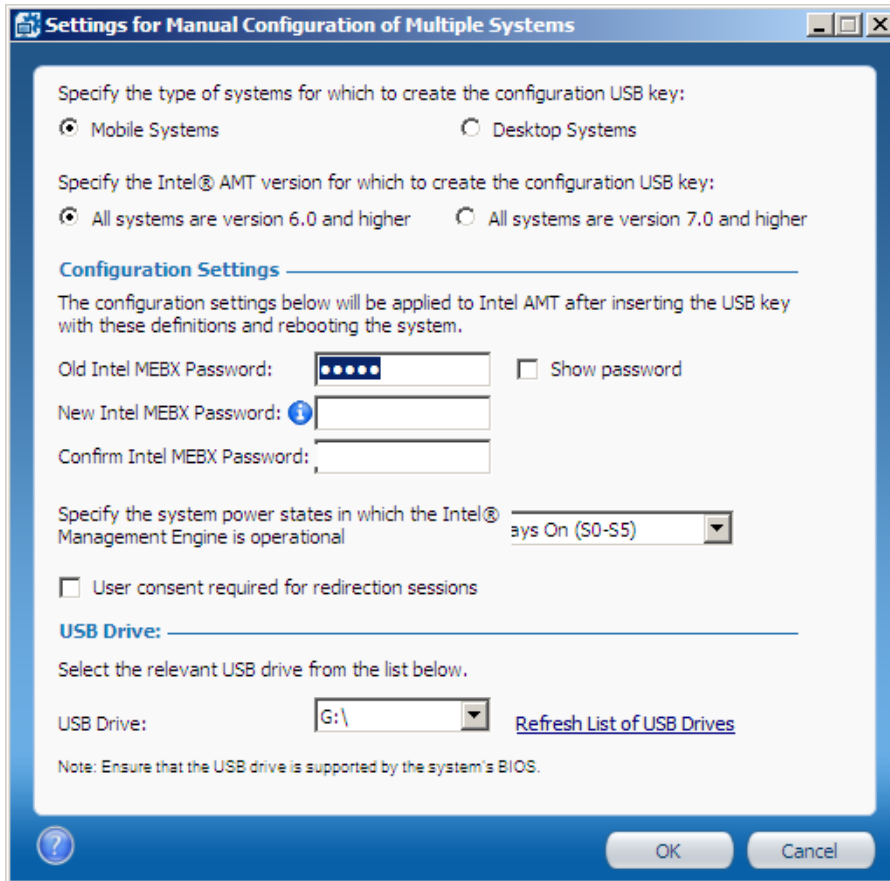 Settings for Manual Configuration of Multiple Systems
Specify the type of systems for which to create the configuration USB key:
Mobile Systems Desktop Systems
Specify the Intel® AMT version for which to create the configuration USB key:
All systems are version 6.0 and higher All systems are version 7.0 and higher
Configuration Settings
The configuration settings below will be applied to Intel AMT after inserting the USB key
with these definitions and rebooting the system.
Old Intel MEBX Password: ●●●●● Show password
New Intel MEBX Password:
Confirm Intel MEBX Password:
Specify the system power states in which the Intel®
Management Engine is operational
ays On (S0-S5)
User consent required for redirection sessions
USB Drive:
Select the relevant USB drive from the list below.
USB Drive: G:\ Refresh List of USB Drives
Note: Ensure that the USB drive is supported by the system's BIOS.
? OK Cancel